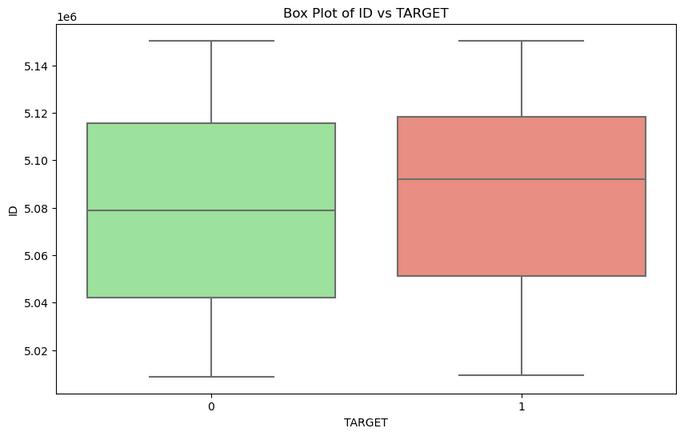 Box Plot of ID vs TARGET
1e6
5.14
5.12
5.10
5.08
5.06
5.04
5.02
ID
0 1
TARGET